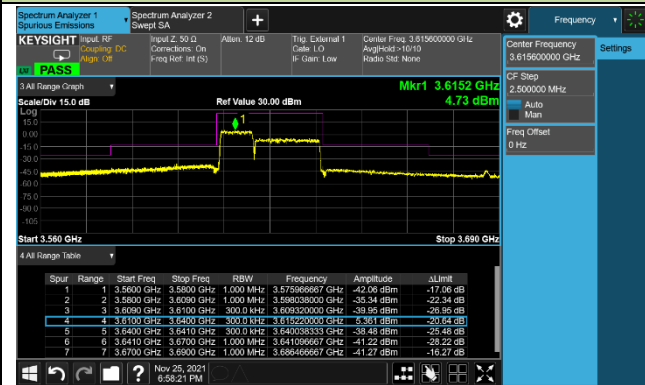 Spectrum Analyzer 1
Spurious Emissions
Spectrum Analyzer 2
Swept SA
Frequency
KEYSIGHT
Input: RF
Coupling: DC
Align: Off
Input Z: 50 Ω
Corrections: On
Freq Ref: Int (S)
Atten: 12 dB
Trig: External 1
Gate: LO
IF Gain: Low
Center Freq: 3.615600000 GHz
Avg|Hold:>10/10
Radio Std: None
PASS
Center Frequency
3.615600000 GHz
Settings
CF Step
2.500000 MHz
Auto
Man
Freq Offset
0 Hz
3 All Range Graph
Mkr1 3.6152 GHz
Scale/Div 15.0 dB
Ref Value 30.00 dBm
4.73 dBm
Log
15.0
0.00
-15.0
-30.0
-45.0
-60.0
-75.0
-90.0
-105
1
Start 3.560 GHz
Stop 3.690 GHz
4 All Range Table
Spur Range Start Freq Stop Freq RBW Frequency Amplitude ΔLimit
1 1 3.5600 GHz 3.5800 GHz 1.000 MHz 3.575966667 GHz -42.06 dBm -17.06 dB
2 2 3.5800 GHz 3.6090 GHz 1.000 MHz 3.598038000 GHz -35.34 dBm -22.34 dB
3 3 3.6090 GHz 3.6100 GHz 300.0 kHz 3.609320000 GHz -39.95 dBm -26.95 dB
4 4 3.6100 GHz 3.6400 GHz 300.0 kHz 3.615220000 GHz 5.361 dBm -20.64 dB
5 5 3.6400 GHz 3.6410 GHz 300.0 kHz 3.640038333 GHz -38.48 dBm -25.48 dB
6 6 3.6410 GHz 3.6700 GHz 1.000 MHz 3.641096667 GHz -41.22 dBm -28.22 dB
7 7 3.6700 GHz 3.6900 GHz 1.000 MHz 3.686466667 GHz -41.27 dBm -16.27 dB
Nov 25, 2021
6:58:21 PM